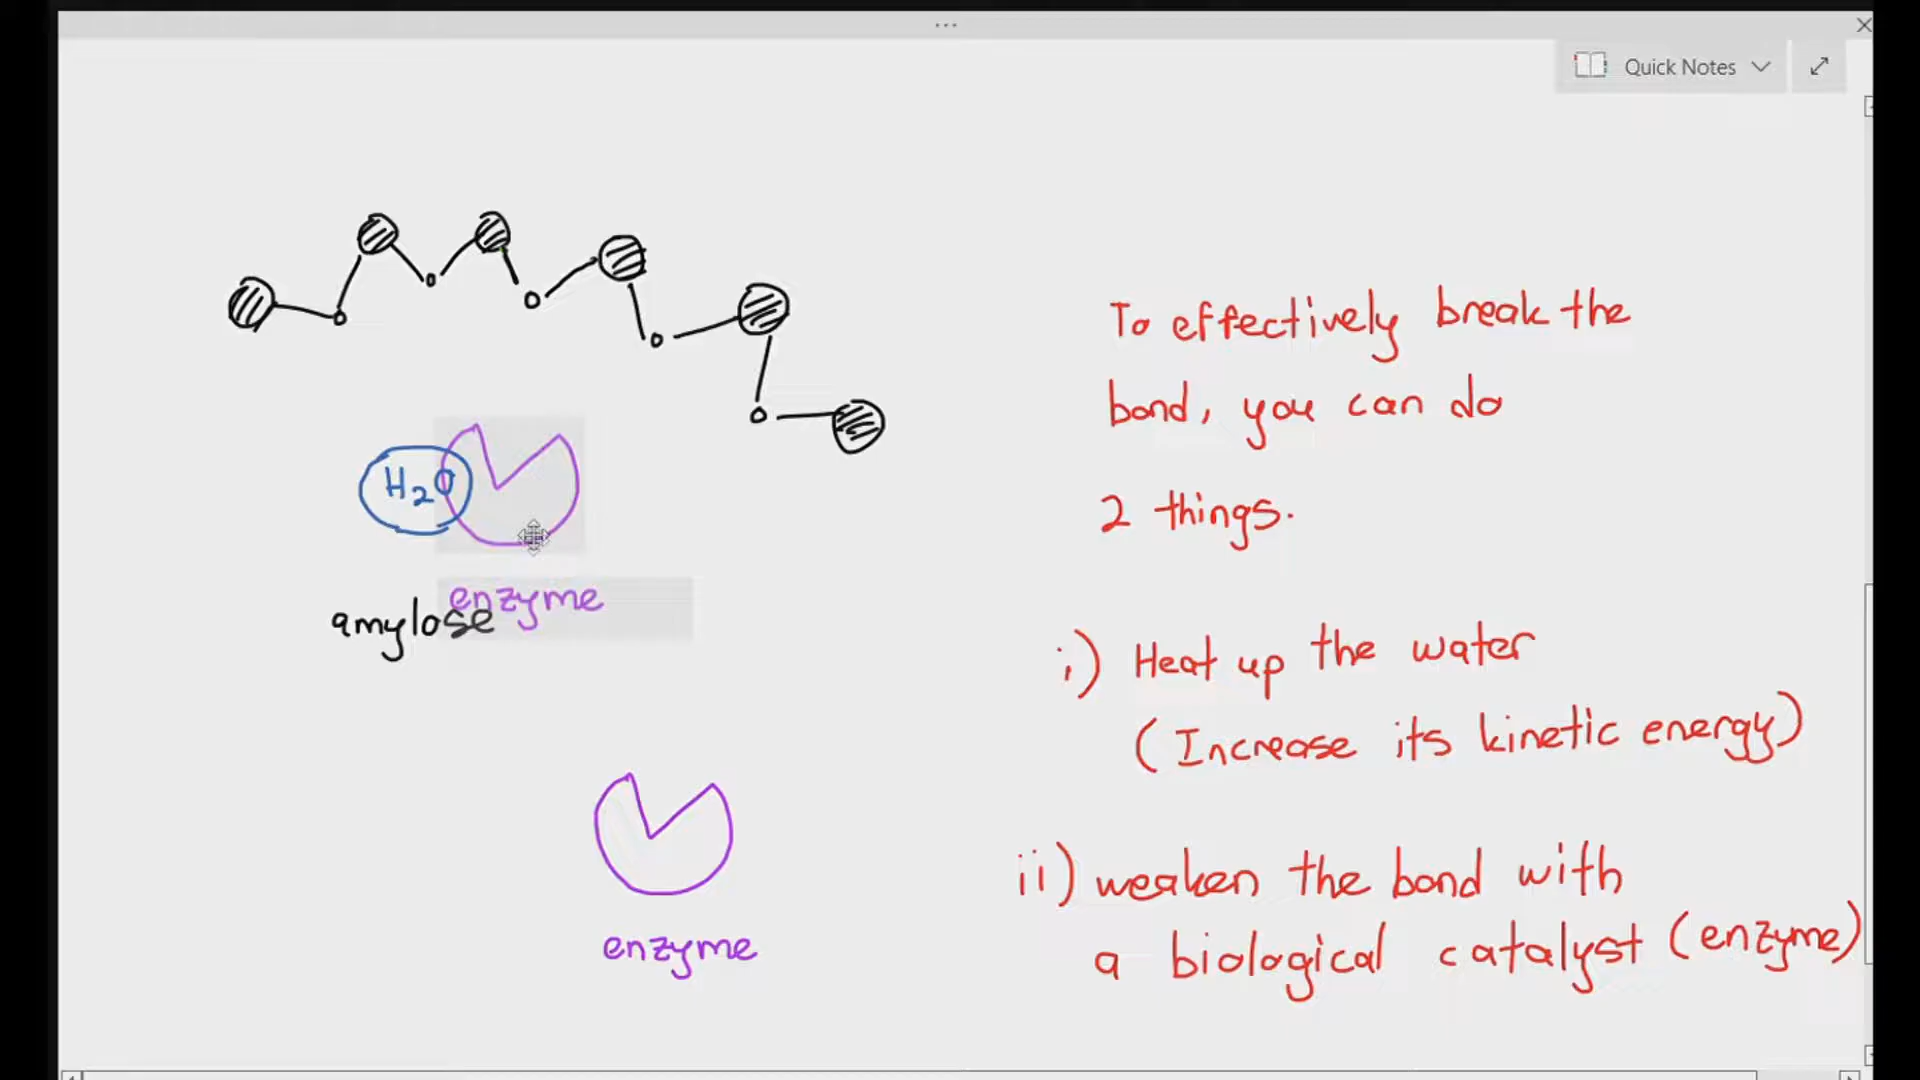 ...
Quick Notes
o o o o o o
H2O
enzyme
amylose
enzyme
To effectively break the
bond, you can do
2 things.
i) Heat up the water
(Increase its kinetic energy)
ii) weaken the bond with
a biological catalyst (enzyme)